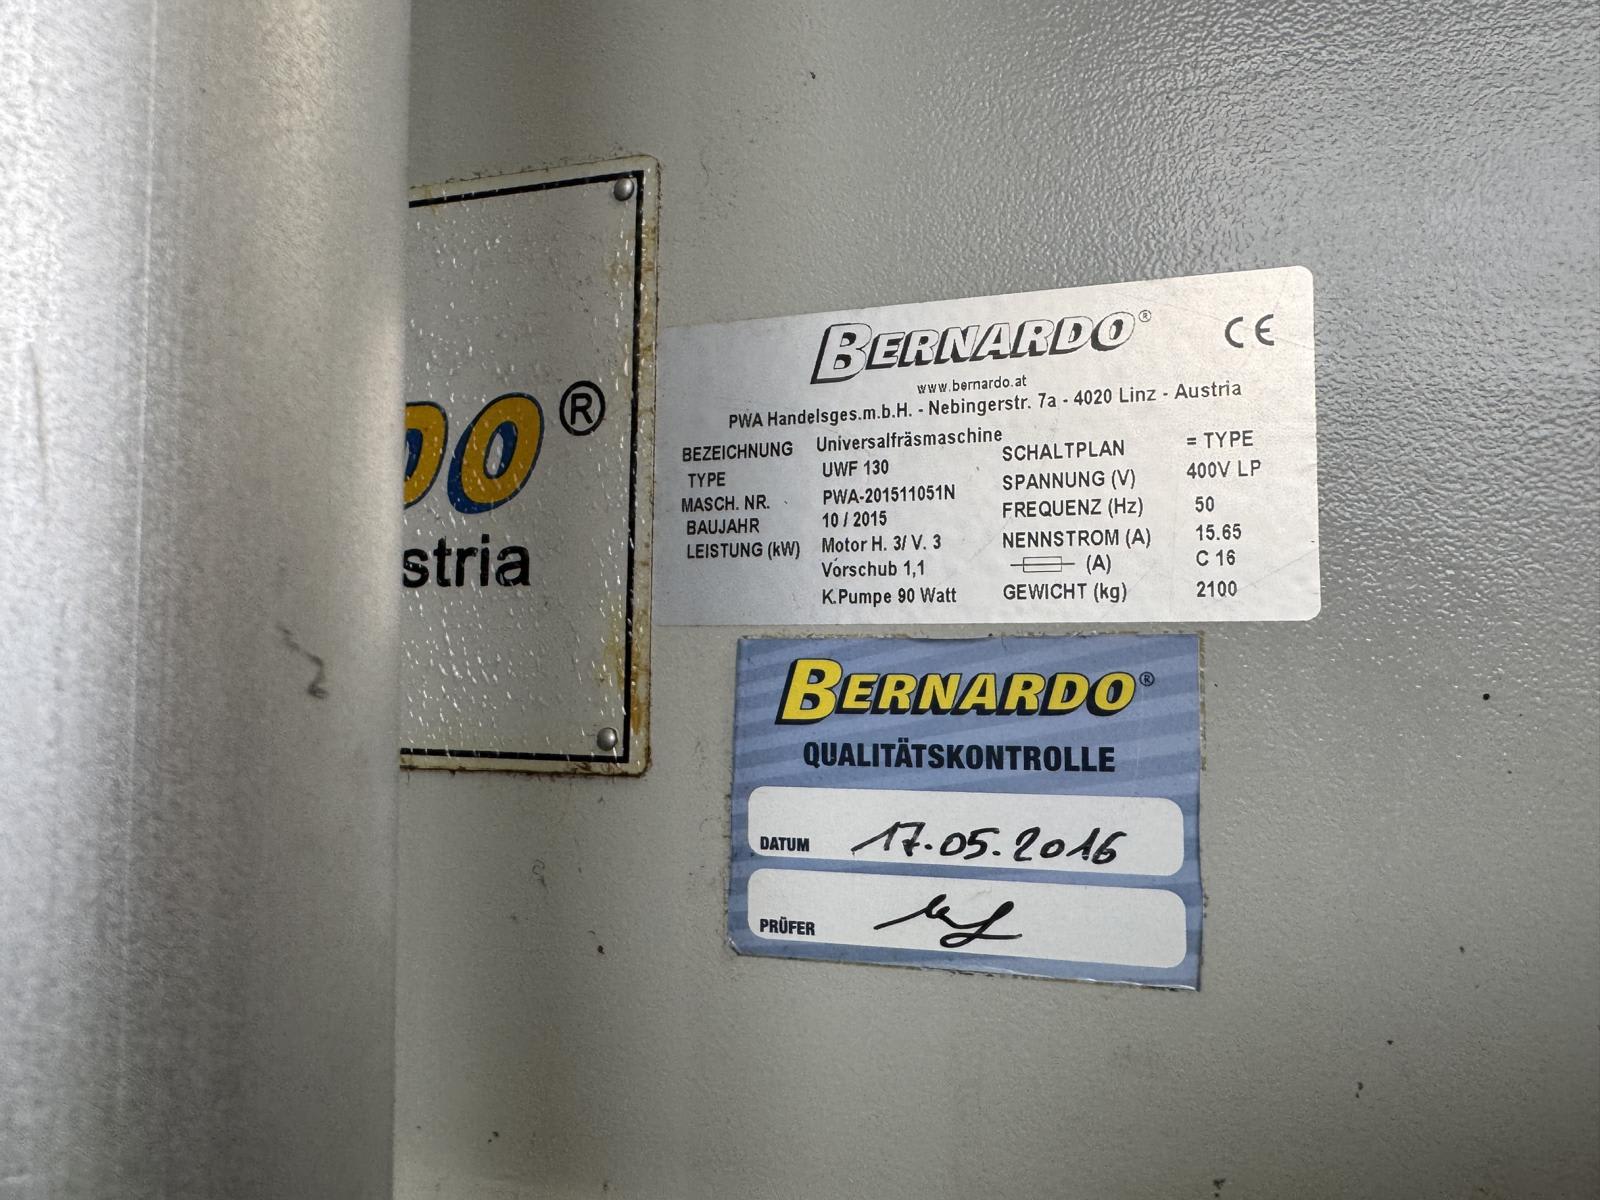 DO®
stria
BERNARDO®
CE
www.bernardo.at
PWA Handelsges.m.b.H. - Nebingerstr. 7a - 4020 Linz - Austria
BEZEICHNUNG Universalfräsmaschine
TYPE UWF 130
MASCH. NR. PWA-201511051N
BAUJAHR 10 / 2015
LEISTUNG (kW) Motor H. 3/ V. 3
Vorschub 1,1
K.Pumpe 90 Watt
SCHALTPLAN = TYPE
SPANNUNG (V) 400V LP
FREQUENZ (Hz) 50
NENNSTROM (A) 15.65
(A) C 16
GEWICHT (kg) 2100
BERNARDO®
QUALITÄTSKONTROLLE
DATUM 17.05.2016
PRÜFER